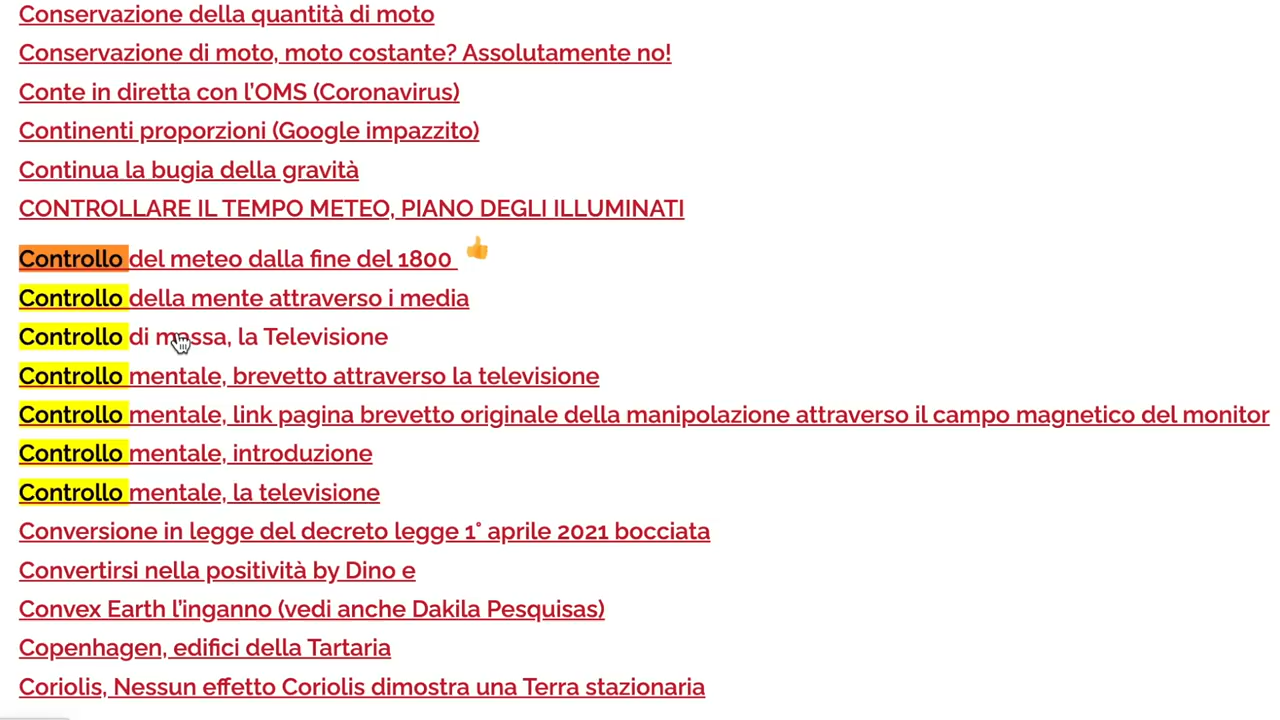 Conservazione della quantità di moto
Conservazione di moto, moto costante? Assolutamente no!
Conte in diretta con l'OMS (Coronavirus)
Continenti proporzioni (Google impazzito)
Continua la bugia della gravità
CONTROLLARE IL TEMPO METEO, PIANO DEGLI ILLUMINATI
Controllo del meteo dalla fine del 1800
Controllo della mente attraverso i media
Controllo di massa, la Televisione
Controllo mentale, brevetto attraverso la televisione
Controllo mentale, link pagina brevetto originale della manipolazione attraverso il campo magnetico del monitor
Controllo mentale, introduzione
Controllo mentale, la televisione
Conversione in legge del decreto legge 1° aprile 2021 bocciata
Convertirsi nella positività by Dino e
Convex Earth l'inganno (vedi anche Dakila Pesquisas)
Copenhagen, edifici della Tartaria
Coriolis, Nessun effetto Coriolis dimostra una Terra stazionaria